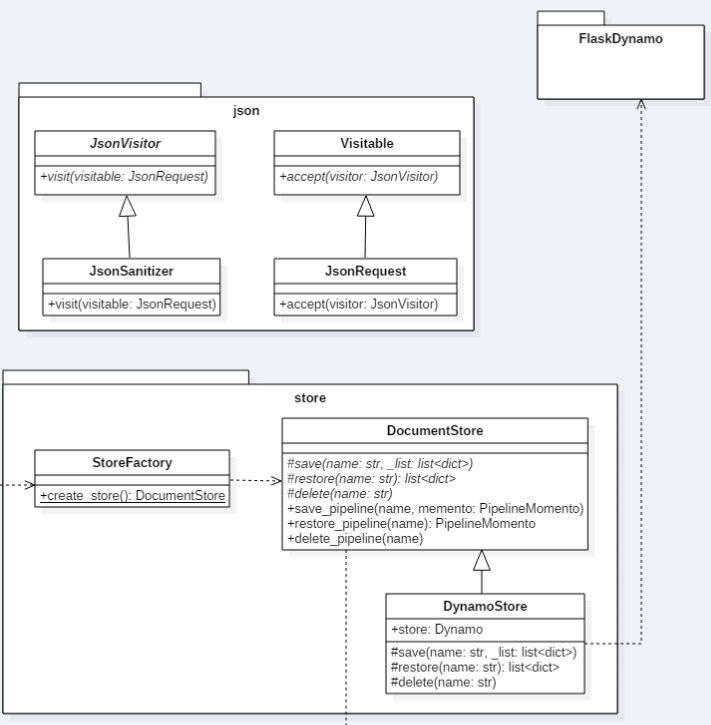 FlaskDynamo
json
JsonVisitor
+visit(visitable: JsonRequest)
Visitable
+accept(visitor: JsonVisitor)
JsonSanitizer
+visit(visitable: JsonRequest)
JsonRequest
+accept(visitor: JsonVisitor)
store
StoreFactory
+create_store(): DocumentStore
DocumentStore
#save(name: str, _list: list<dict>)
#restore(name: str): list<dict>
#delete(name: str)
+save_pipeline(name, memento: PipelineMomento)
+restore_pipeline(name): PipelineMomento
+delete_pipeline(name)
DynamoStore
+store: Dynamo
#save(name: str, _list: list<dict>)
#restore(name: str): list<dict>
#delete(name: str)